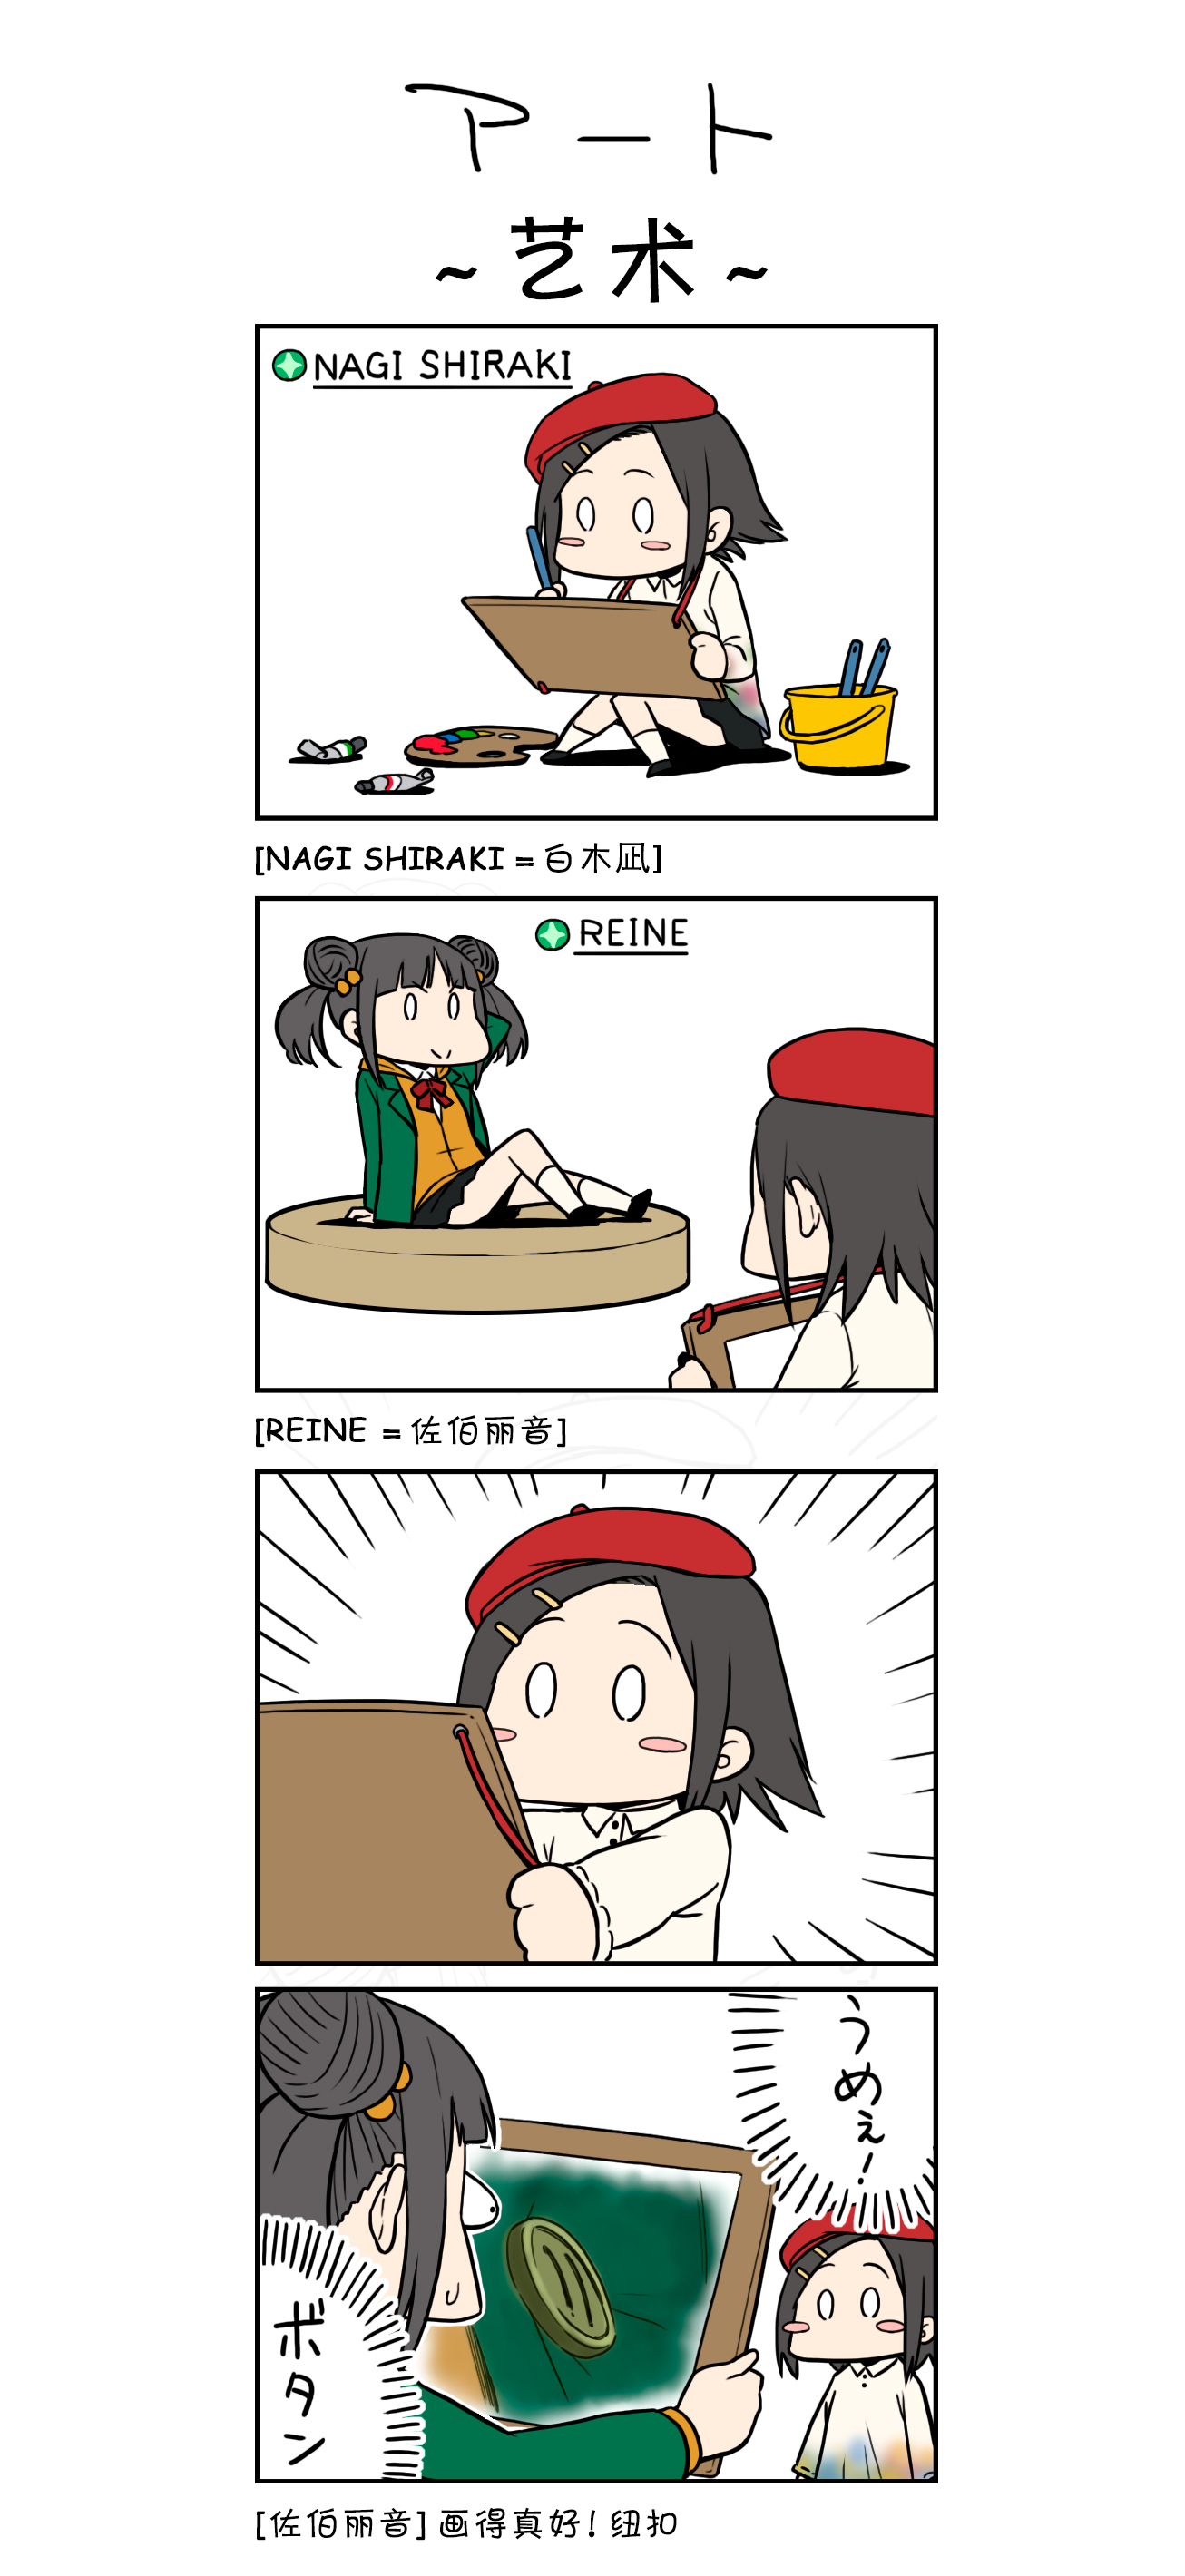 アート
~艺术~
NAGI SHIRAKI
[NAGI SHIRAKI = 白木凪]
REINE
[REINE = 佐伯丽音]
うめぇ!
ボタン
[佐伯丽音] 画得真好! 纽扣